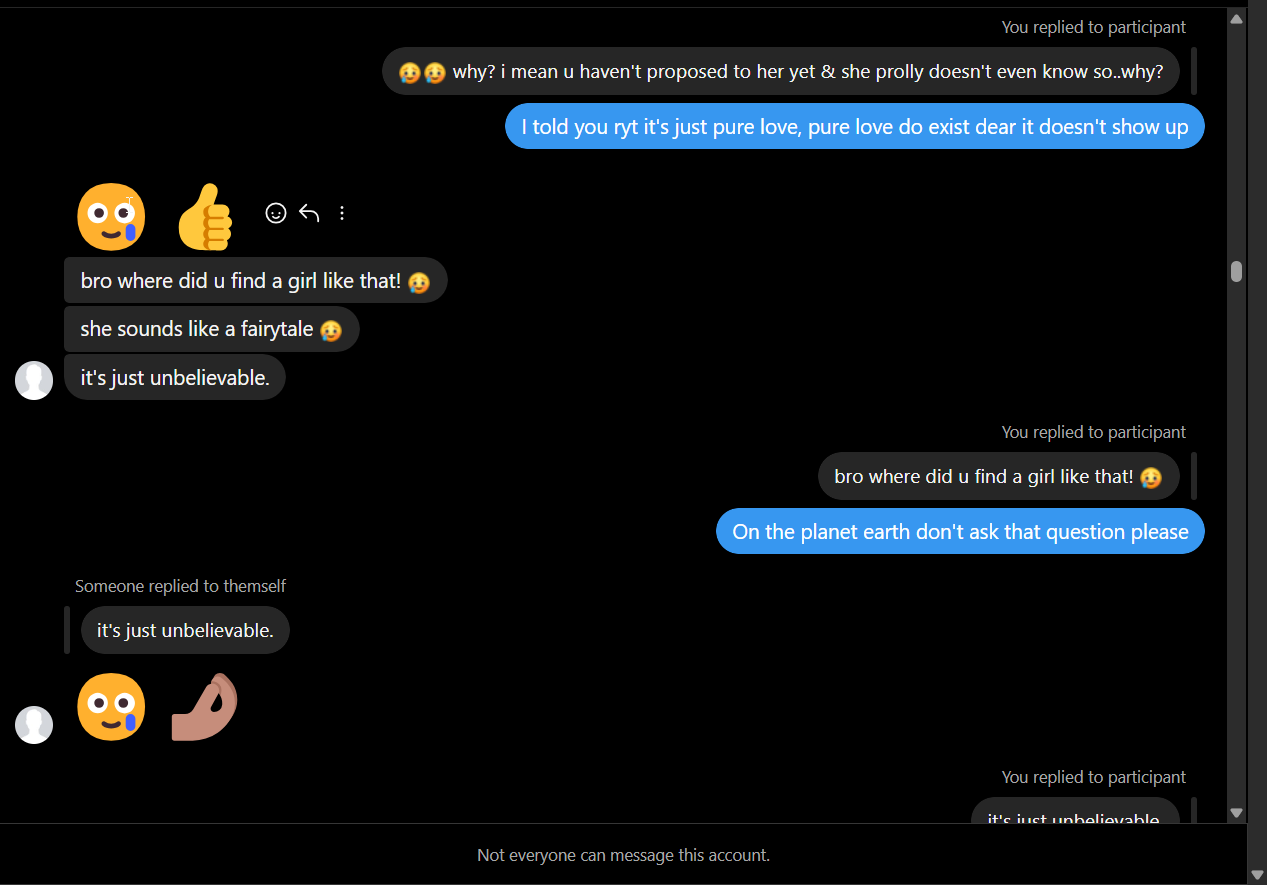 You replied to participant
🥲🥲 why? i mean u haven't proposed to her yet & she prolly doesn't even know so..why?
I told you ryt it's just pure love, pure love do exist dear it doesn't show up
bro where did u find a girl like that! 🥲
she sounds like a fairytale 🥲
it's just unbelievable.
You replied to participant
bro where did u find a girl like that! 🥲
On the planet earth don't ask that question please
Someone replied to themself
it's just unbelievable.
You replied to participant
it's just unbelievable
Not everyone can message this account.